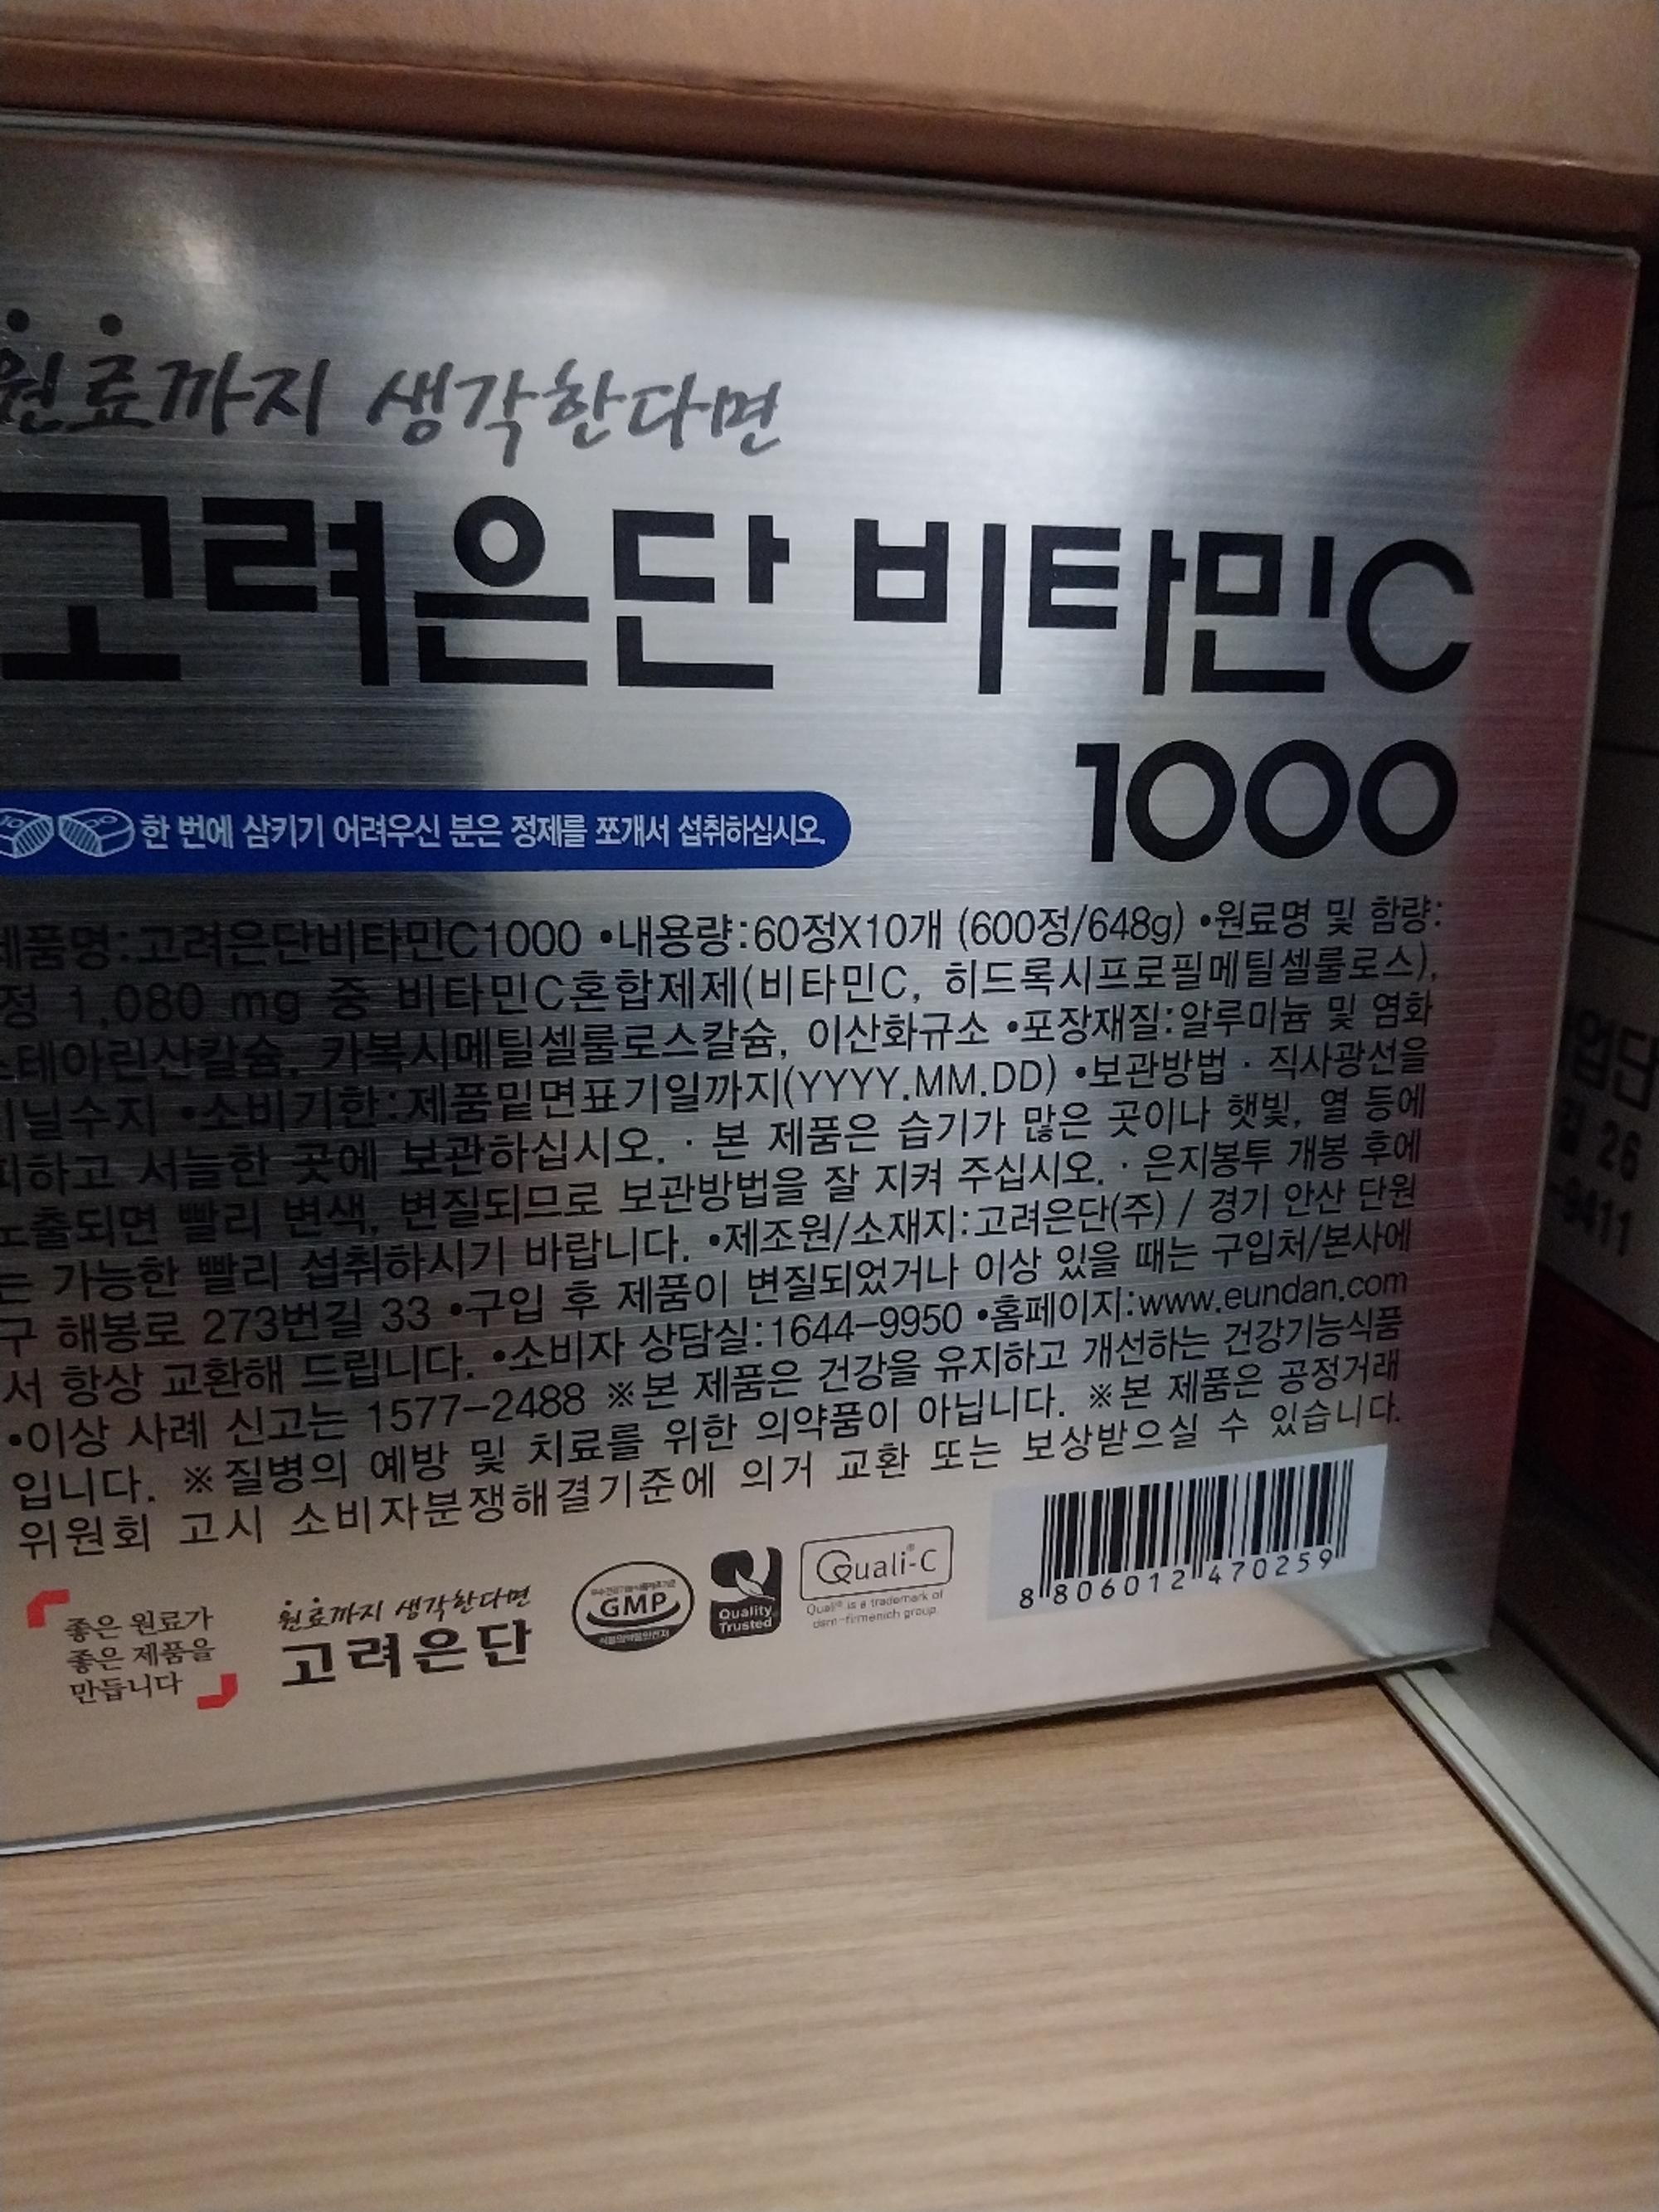 원료까지 생각한다면
고려은단 비타민C
1000
한 번에 삼키기 어려우신 분은 정제를 쪼개서 섭취하십시오.
제품명:고려은단비타민C1000 •내용량:60정X10개 (600정/648g) •원료명 및 함량:
정 1,080 mg 중 비타민C혼합제제(비타민C, 히드록시프로필메틸셀룰로스),
스테아린산칼슘, 카복시메틸셀룰로스칼슘, 이산화규소 •포장재질:알루미늄 및 염화
비닐수지 •소비기한:제품밑면표기일까지(YYYY.MM.DD) •보관방법 · 직사광선을
피하고 서늘한 곳에 보관하십시오. · 본 제품은 습기가 많은 곳이나 햇빛, 열 등에
노출되면 빨리 변색, 변질되므로 보관방법을 잘 지켜 주십시오. · 은지봉투 개봉 후에
는 가능한 빨리 섭취하시기 바랍니다. •제조원/소재지:고려은단(주) / 경기 안산 단원
구 해봉로 273번길 33 •구입 후 제품이 변질되었거나 이상 있을 때는 구입처/본사에
서 항상 교환해 드립니다. •소비자 상담실:1644-9950 •홈페이지:www.eundan.com
•이상 사례 신고는 1577-2488 ※본 제품은 건강을 유지하고 개선하는 건강기능식품
입니다. ※질병의 예방 및 치료를 위한 의약품이 아닙니다. ※본 제품은 공정거래
위원회 고시 소비자분쟁해결기준에 의거 교환 또는 보상받으실 수 있습니다.
좋은 원료가
좋은 제품을
만듭니다
원료까지 생각한다면
고려은단
GMP
Quality
Trusted
Quali®-C
Quali® is a trademark of
dsm-firmenich group
8 806012 470259
업단
길 26
-9411